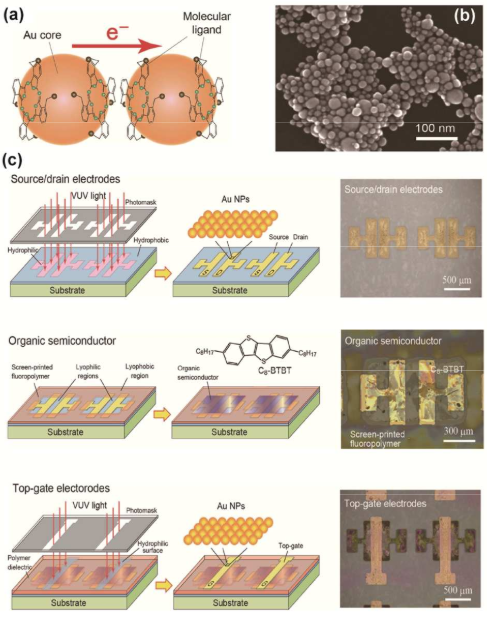 (a)
Au core
e⁻
Molecular
ligand
(b)
100 nm
(c)
Source/drain electrodes
VUV light
Photomask
Hydrophilic
Hydrophobic
Substrate
Au NPs
Source
Drain
S
D
S
D
Substrate
Source/drain electrodes
500 μm
Organic semiconductor
Screen-printed
fluoropolymer
Lyophilic
regions
Lyophobic
region
Substrate
C₈H₁₇
S
S
C₈H₁₇
C₈-BTBT
Organic
semiconductor
Substrate
Organic semiconductor
C₈-BTBT
Screen-printed
fluoropolymer
300 μm
Top-gate electorodes
VUV light
Photomask
Polymer
dielectric
Hydrophilic
surface
Substrate
Au NPs
Top-gate
Substrate
Top-gate electrodes
500 μm